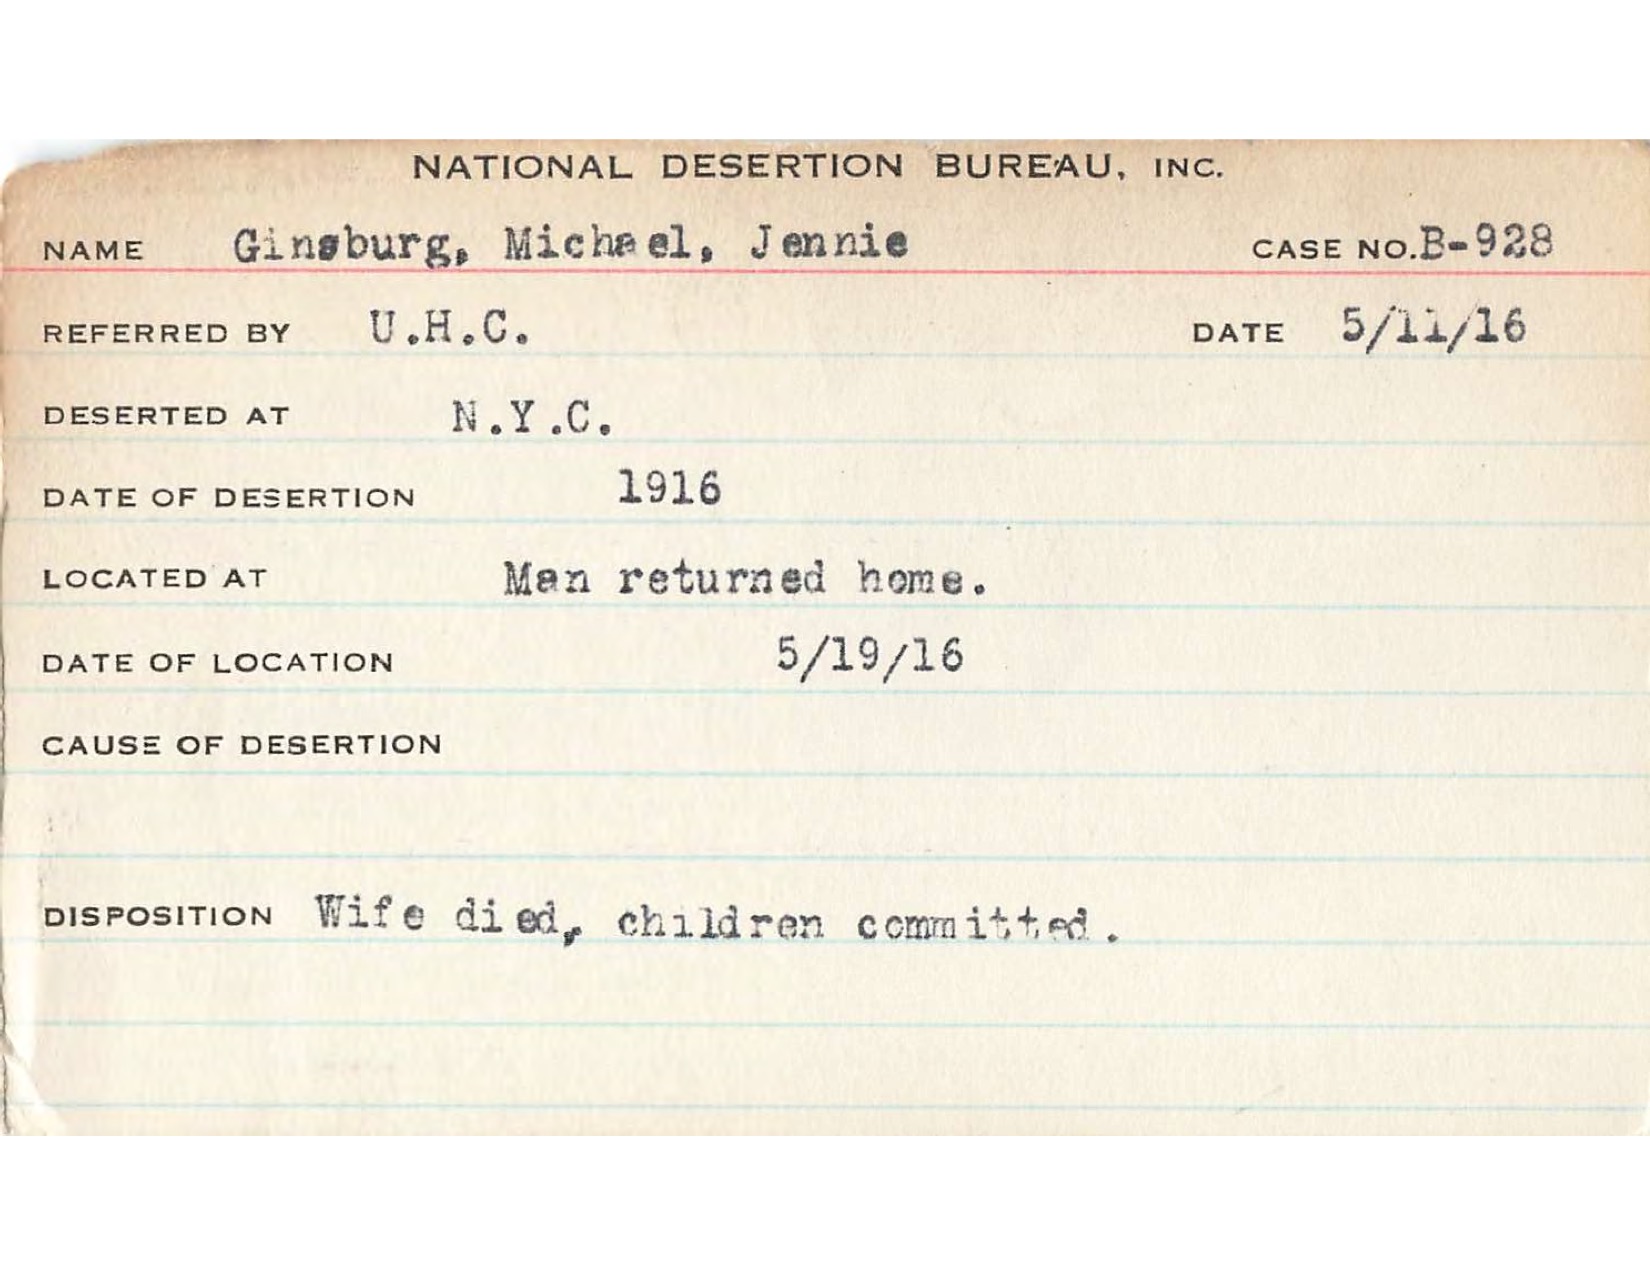 NATIONAL DESERTION BUREAU, INC.
NAME Ginsburg, Michael, Jennie CASE NO. B-928
REFERRED BY U.H.C. DATE 5/11/16
DESERTED AT N.Y.C.
DATE OF DESERTION 1916
LOCATED AT Man returned home.
DATE OF LOCATION 5/19/16
CAUSE OF DESERTION
DISPOSITION Wife died, children committed.